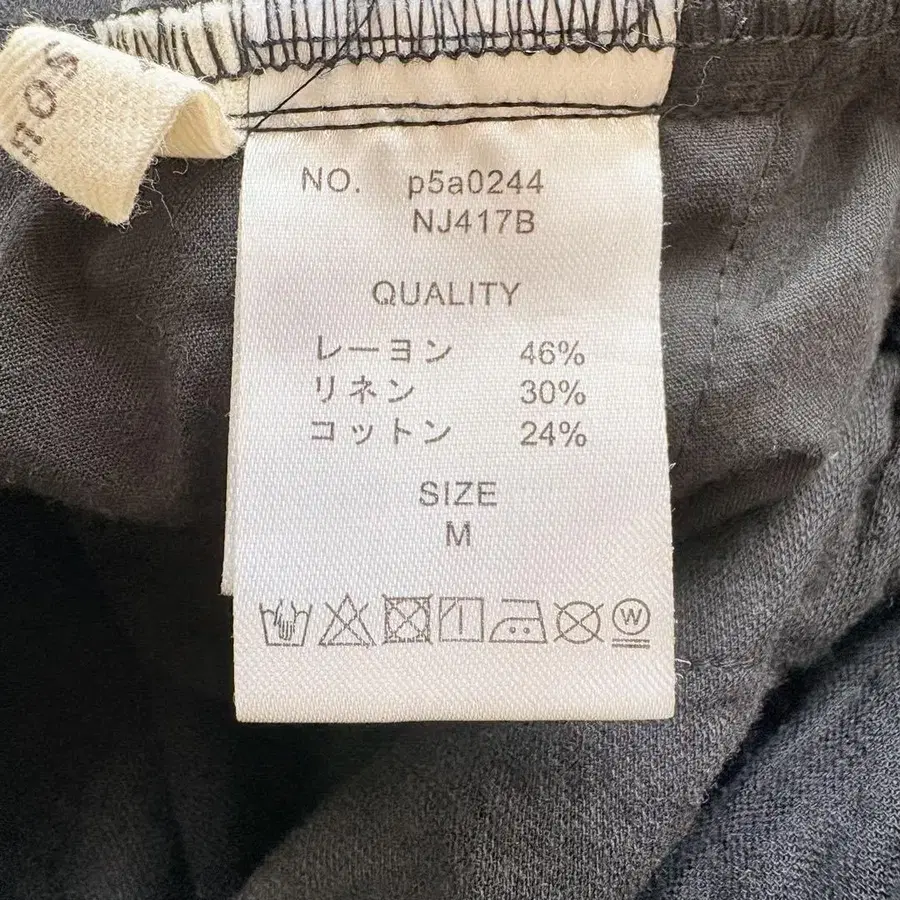 NO. p5a0244
NJ417B
QUALITY
レーヨン 46%
リネン 30%
コットン 24%
SIZE
M
W